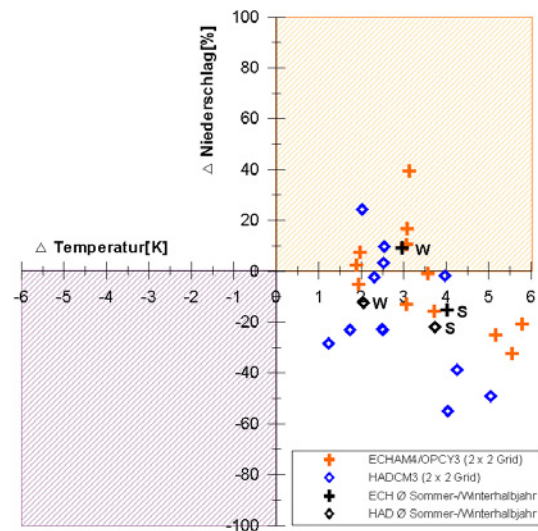 100
80
60
40
20
0
-20
-40
-60
-80
-100
△ Niederschlag[%]
△ Temperatur[K]
-6 -5 -4 -3 -2 -1 0 1 2 3 4 5 6
W
W
S
S
ECHAM4/OPCY3 (2 x 2 Grid)
HADCM3 (2 x 2 Grid)
ECH Ø Sommer-/Winterhalbjahr
HAD Ø Sommer-/Winterhalbjahr